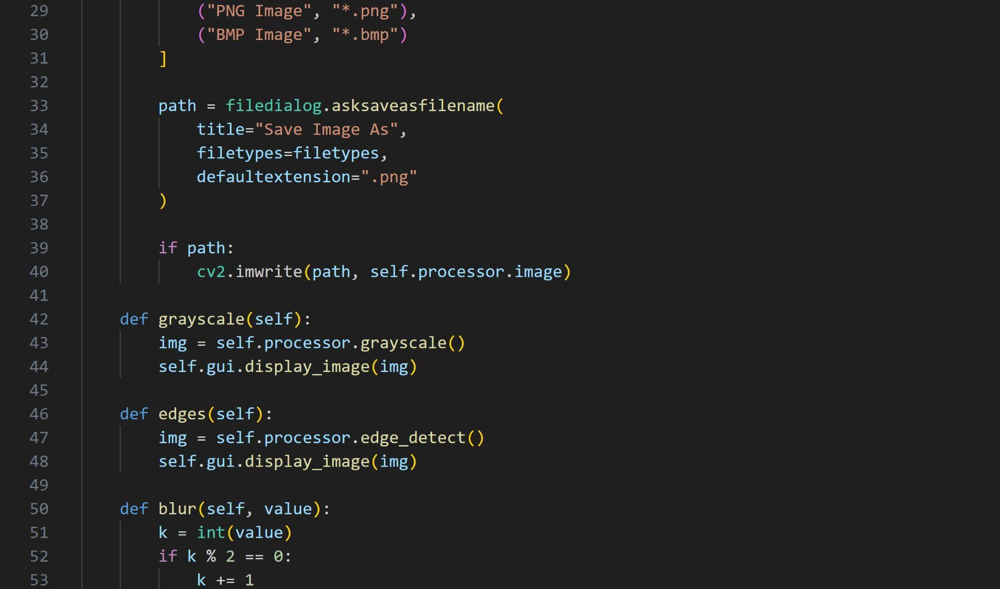 29                 ("PNG Image", "*.png"),
30                 ("BMP Image", "*.bmp")
31             ]
32
33             path = filedialog.asksaveasfilename(
34                 title="Save Image As",
35                 filetypes=filetypes,
36                 defaultextension=".png"
37             )
38
39             if path:
40                 cv2.imwrite(path, self.processor.image)
41
42         def grayscale(self):
43             img = self.processor.grayscale()
44             self.gui.display_image(img)
45
46         def edges(self):
47             img = self.processor.edge_detect()
48             self.gui.display_image(img)
49
50         def blur(self, value):
51             k = int(value)
52             if k % 2 == 0:
53                 k += 1